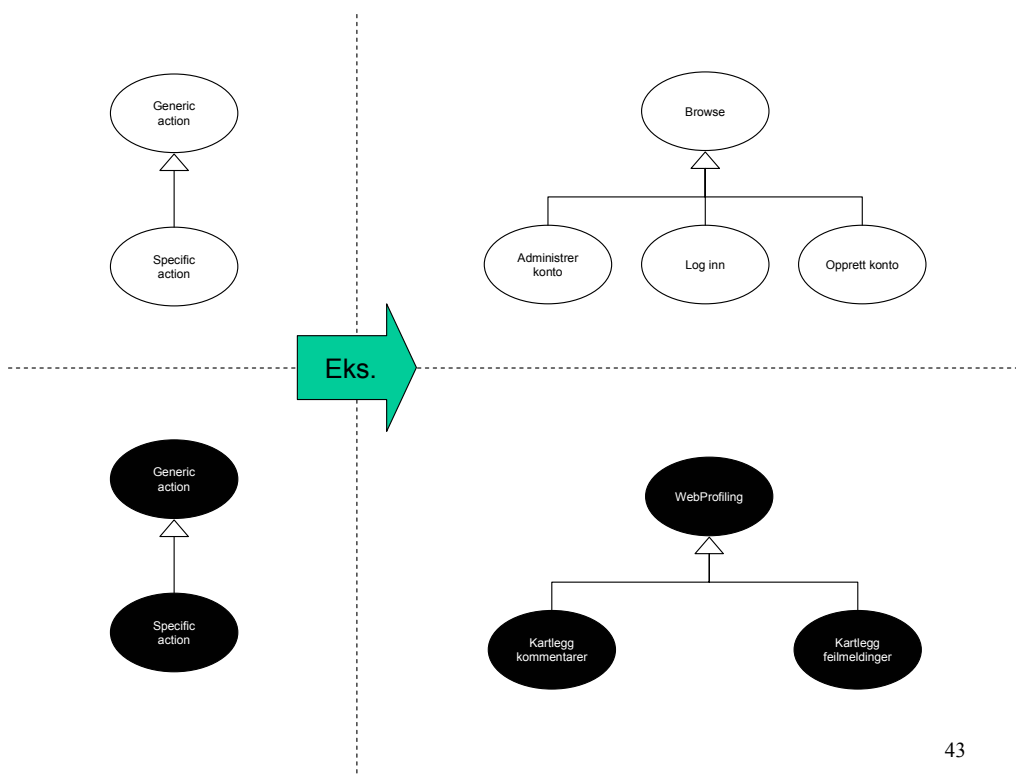 Generic
action
Browse
Specific
action
Administrer
konto
Log inn
Opprett konto
Eks.
Generic
action
WebProfiling
Specific
action
Kartlegg
kommentarer
Kartlegg
feilmeldinger
43